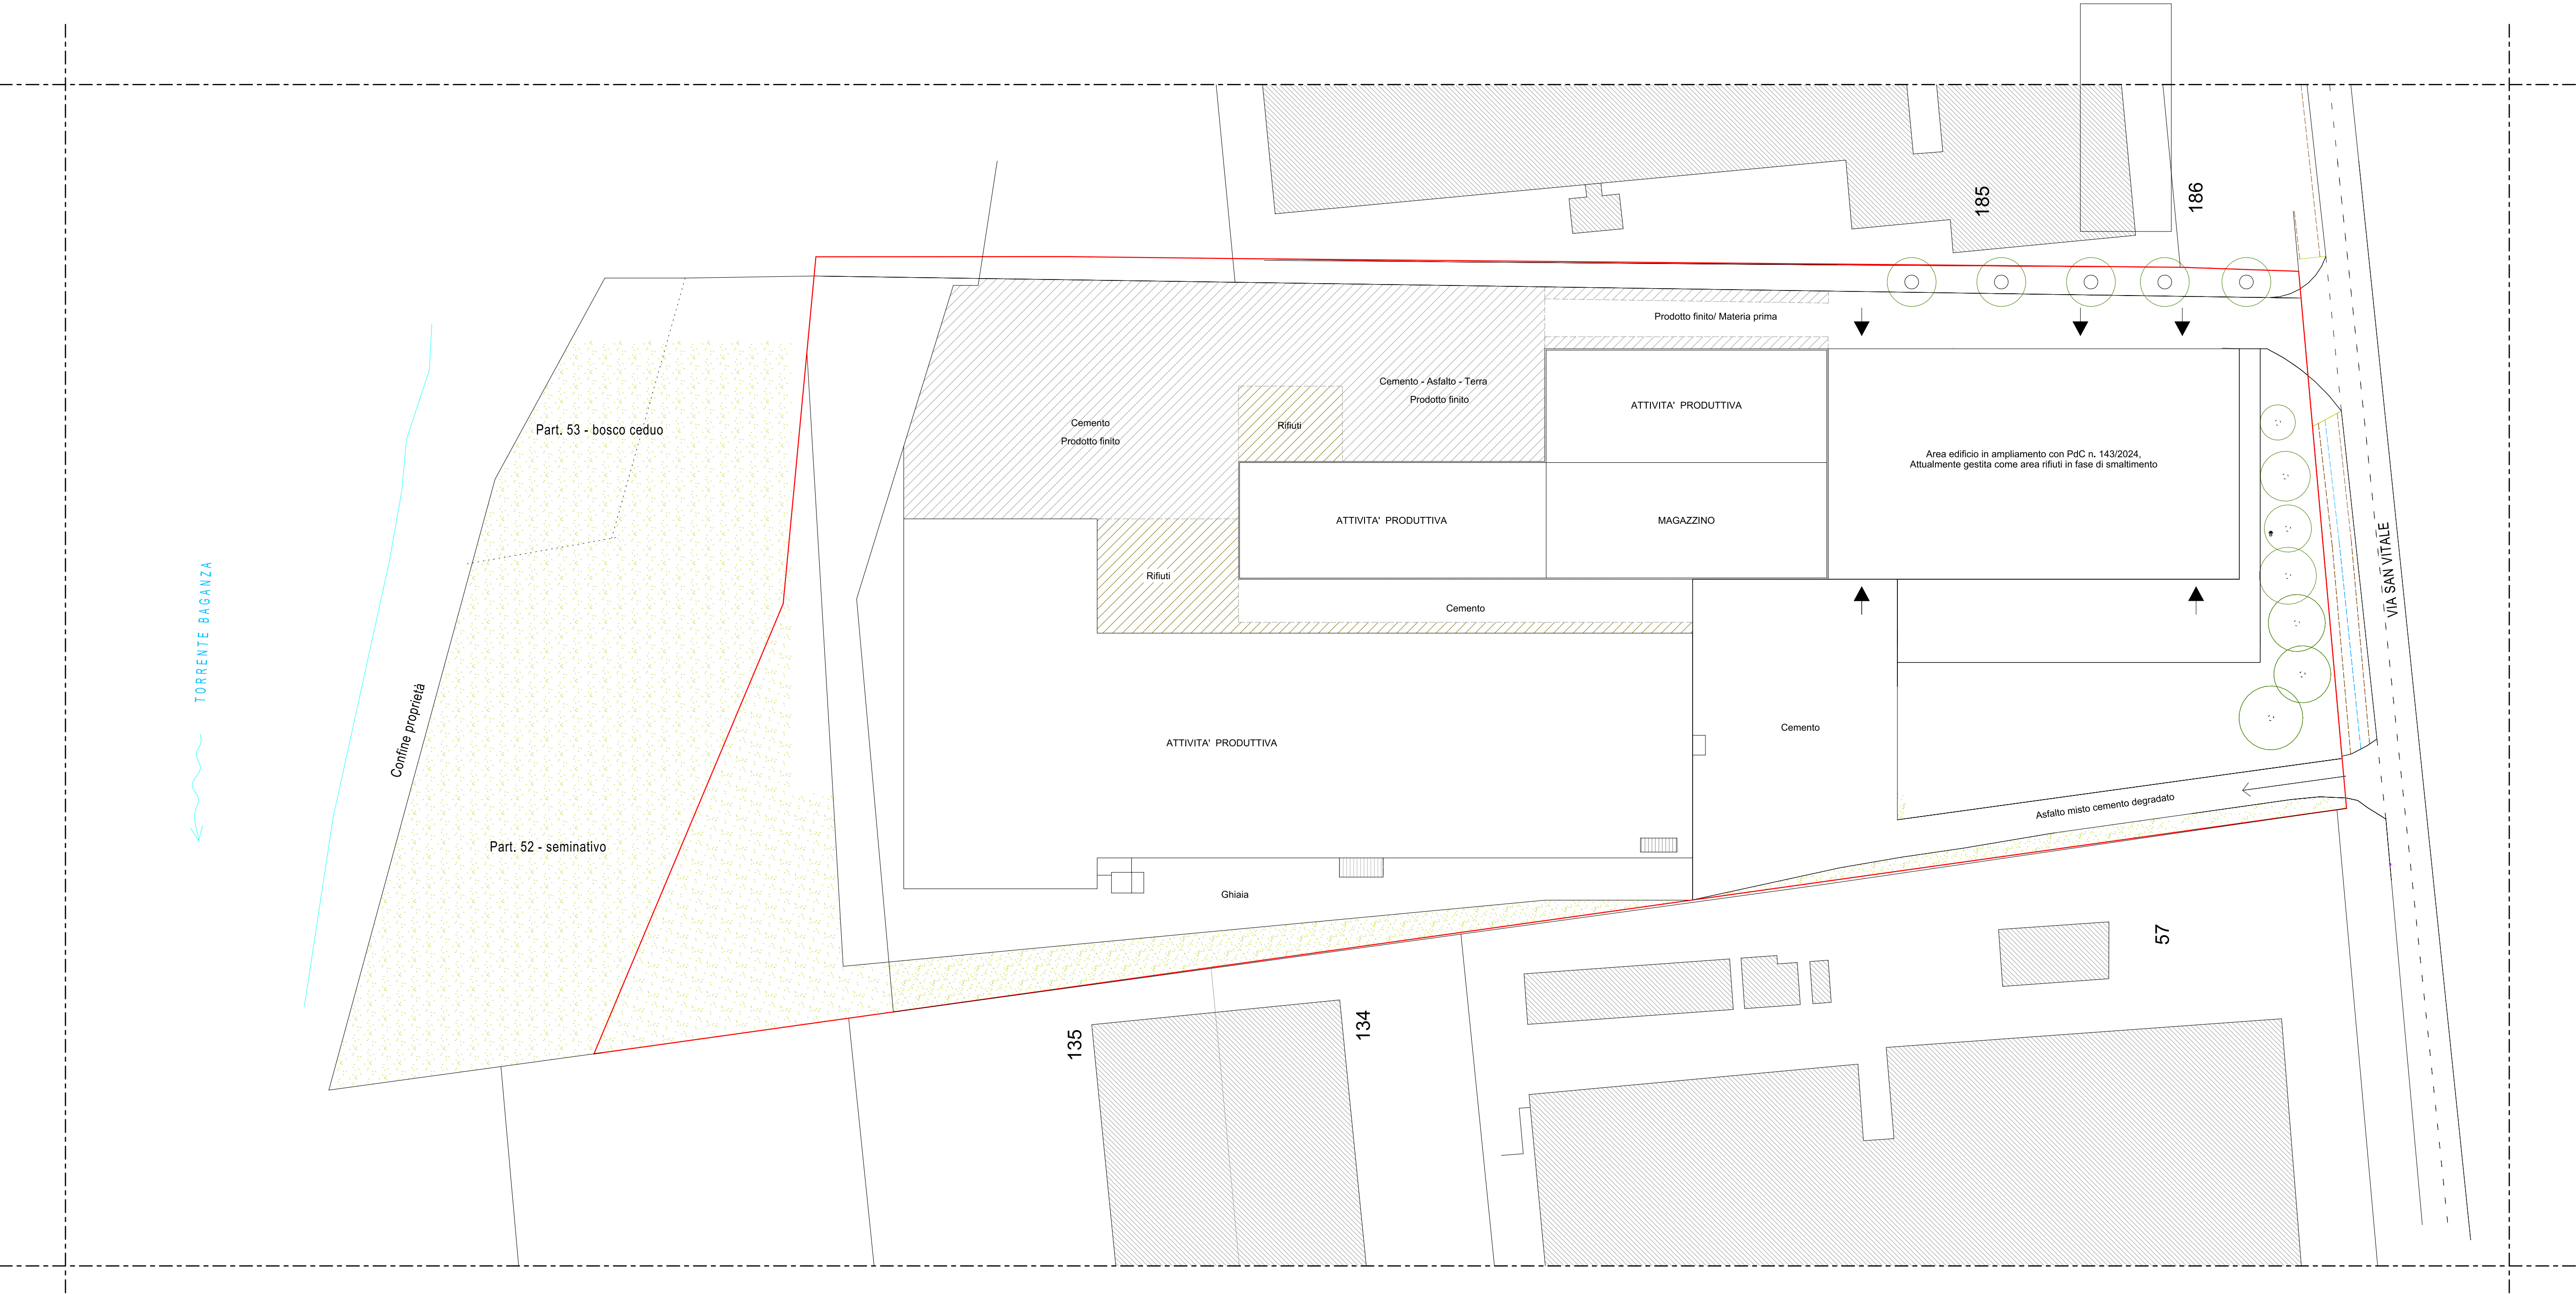 185
186
Prodotto finito/ Materia prima
Cemento - Asfalto - Terra
Prodotto finito
ATTIVITA' PRODUTTIVA
Cemento
Prodotto finito
Rifiuti
Part. 53 - bosco ceduo
Area edificio in ampliamento con PdC n. 143/2024,
Attualmente gestita come area rifiuti in fase di smaltimento
ATTIVITA' PRODUTTIVA
MAGAZZINO
VIA SAN VITALE
TORRENTE BAGANZA
Rifiuti
Cemento
Confine proprietà
ATTIVITA' PRODUTTIVA
Cemento
Asfalto misto cemento degradato
Part. 52 - seminativo
Ghiaia
57
135
134